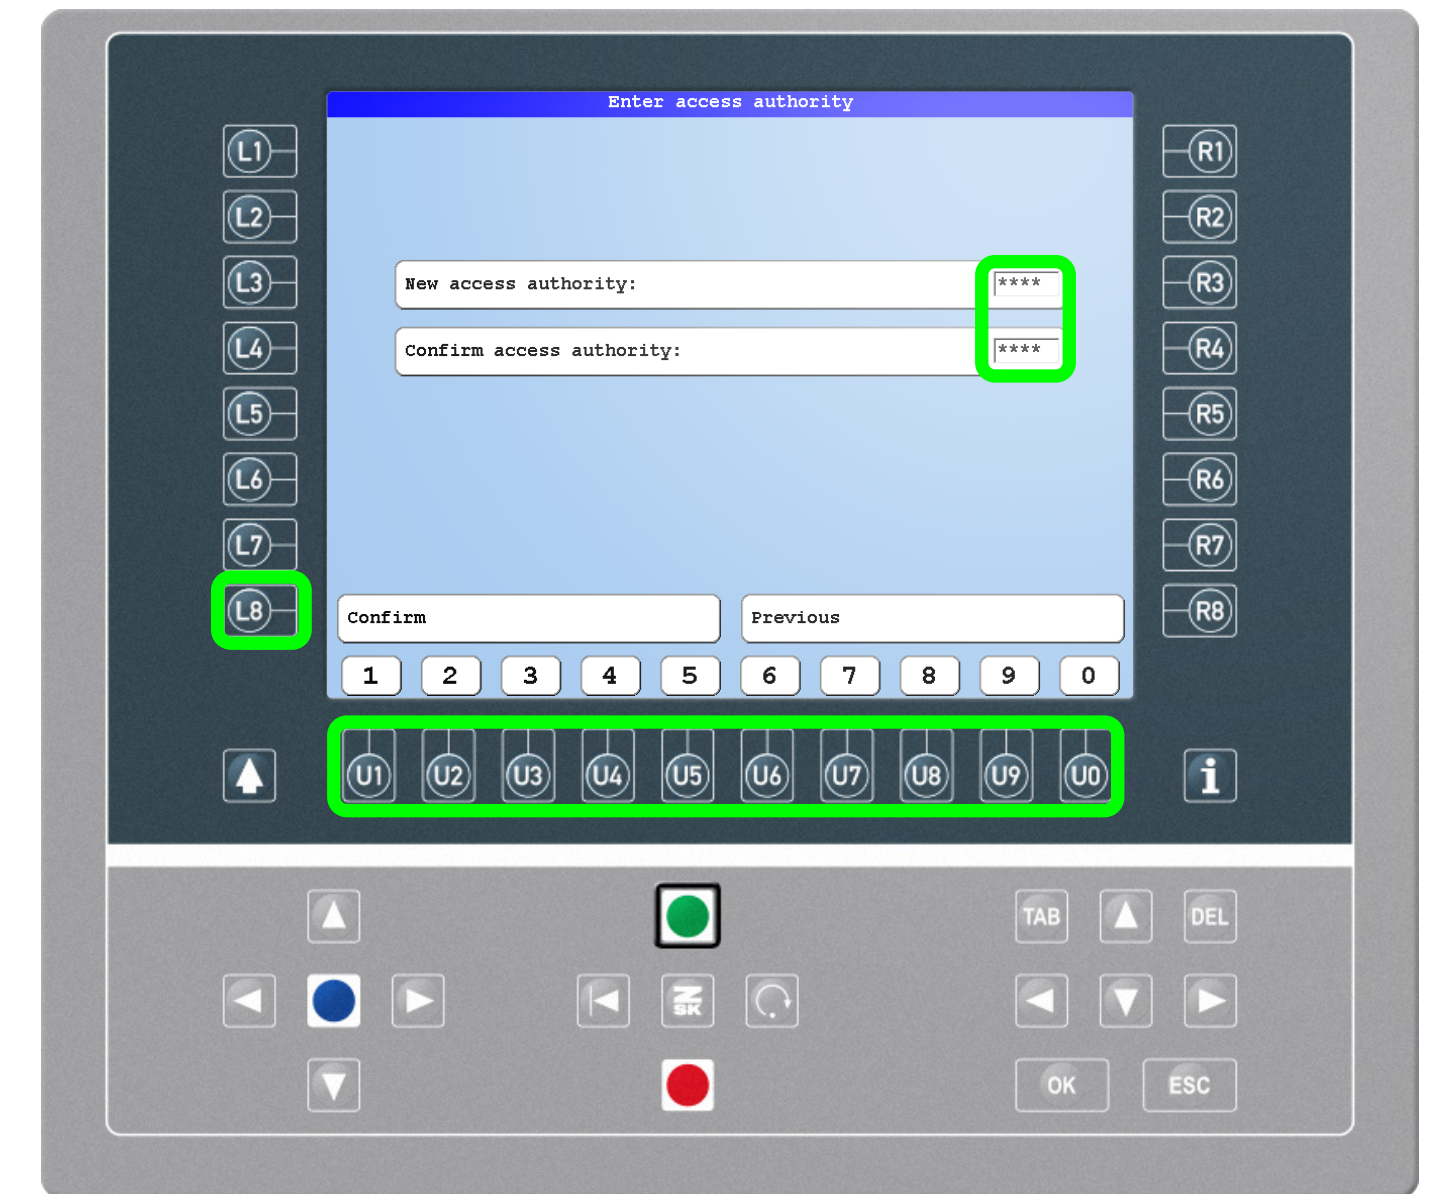 Enter access authority
L1
R1
L2
R2
L3
New access authority:
****
R3
L4
Confirm access authority:
****
R4
L5
R5
L6
R6
L7
R7
L8
Confirm
Previous
R8
1 2 3 4 5 6 7 8 9 0
U1 U2 U3 U4 U5 U6 U7 U8 U9 U0
i
TAB
DEL
ZSK
OK
ESC